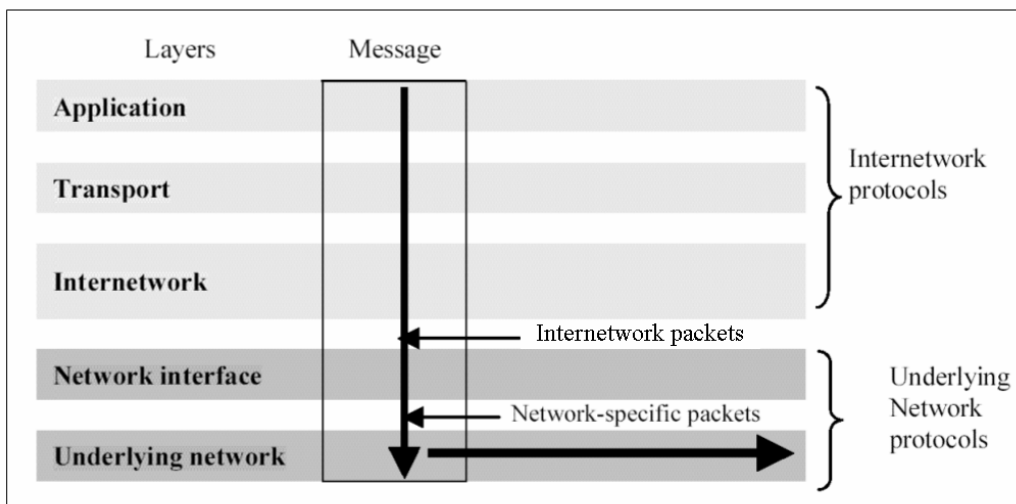 Layers
Message
Application
Transport
Internetwork
protocols
Internetwork
Internetwork packets
Network interface
Underlying
Network
protocols
Network-specific packets
Underlying network